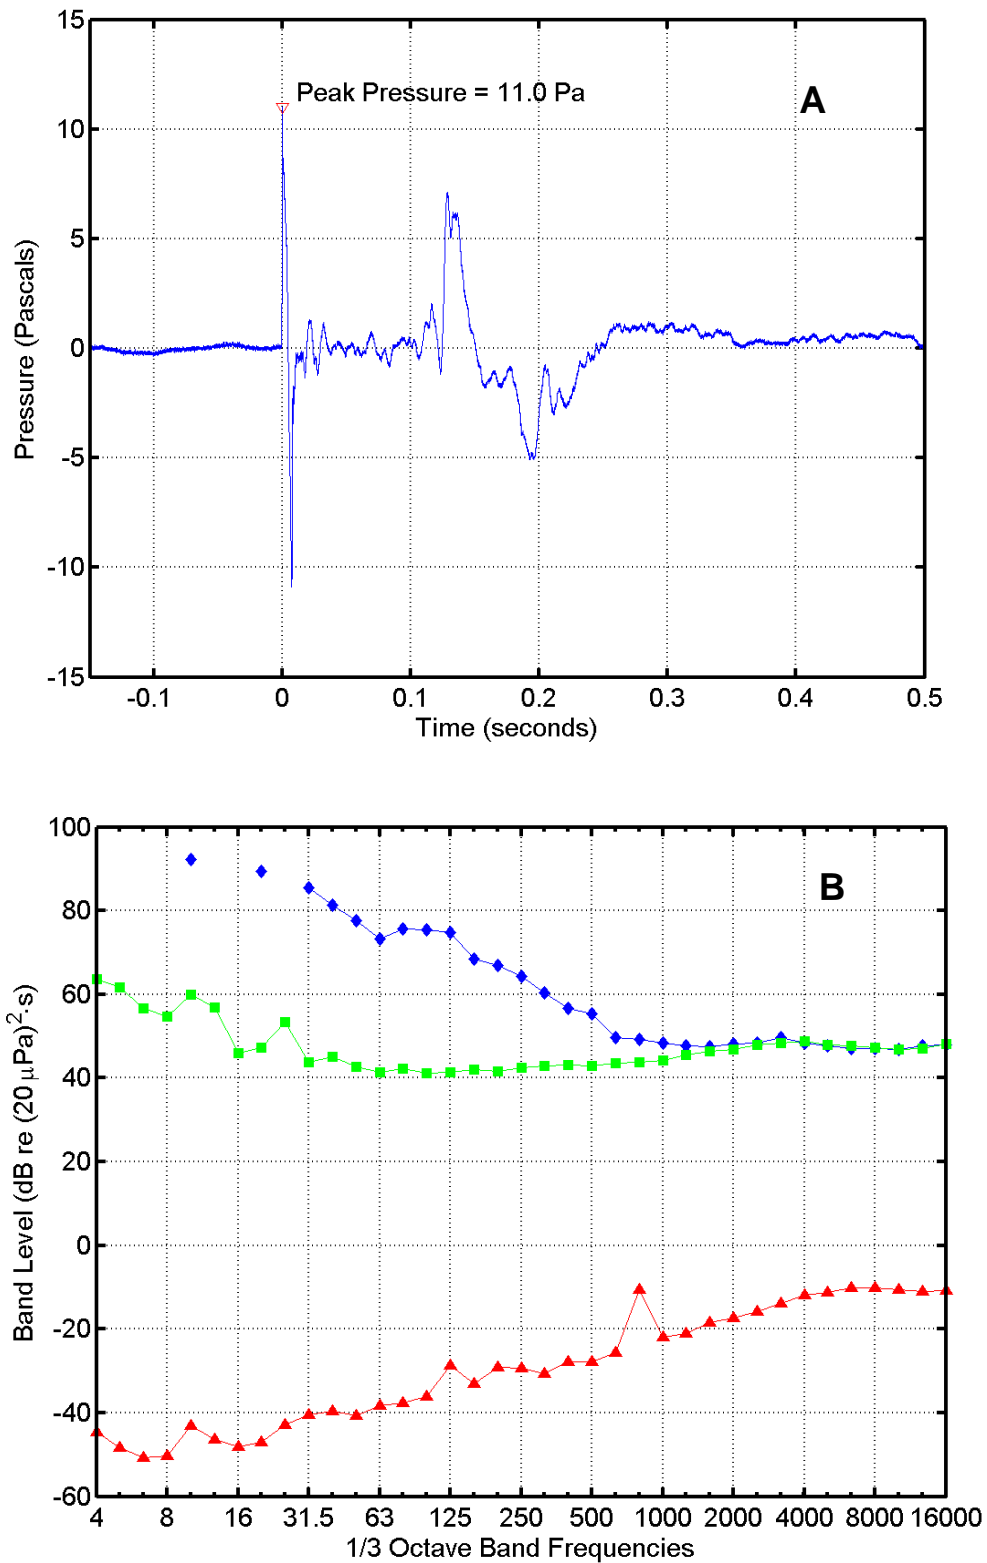 15
Peak Pressure = 11.0 Pa
A
10
5
0
-5
-10
-15
Pressure (Pascals)
-0.1 0 0.1 0.2 0.3 0.4 0.5
Time (seconds)
100
B
80
60
40
20
0
-20
-40
-60
Band Level (dB re (20 μPa)²·s)
4 8 16 31.5 63 125 250 500 1000 2000 4000 8000 16000
1/3 Octave Band Frequencies